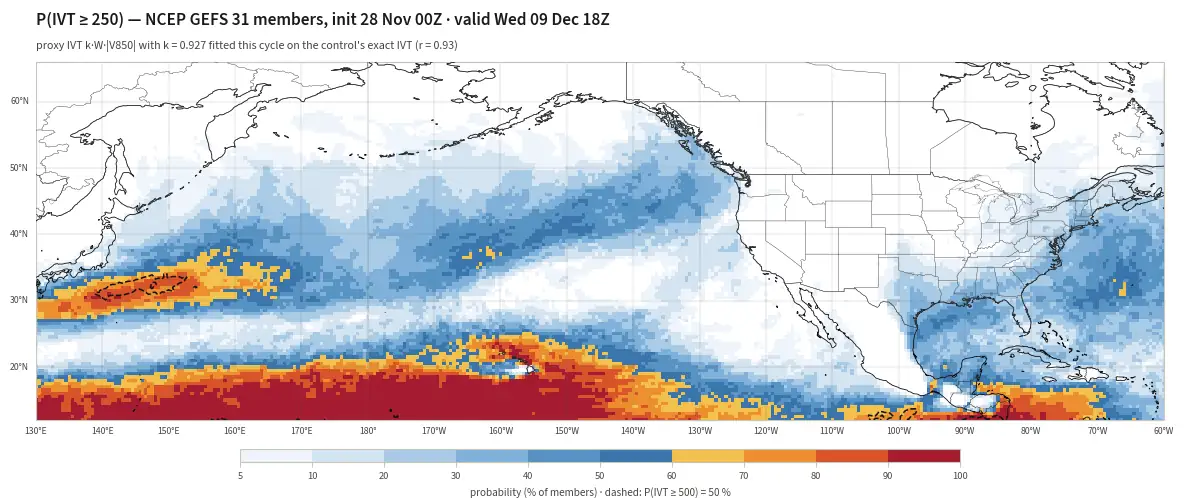 P(IVT ≥ 250) — NCEP GEFS 31 members, init 28 Nov 00Z · valid Wed 09 Dec 18Z
proxy IVT k·W·|V850| with k = 0.927 fitted this cycle on the control's exact IVT (r = 0.93)
60°N
50°N
40°N
30°N
20°N
130°E 140°E 150°E 160°E 170°E 180° 170°W 160°W 150°W 140°W 130°W 120°W 110°W 100°W 90°W 80°W 70°W 60°W
5 10 20 30 40 50 60 70 80 90 100
probability (% of members) · dashed: P(IVT ≥ 500) = 50 %